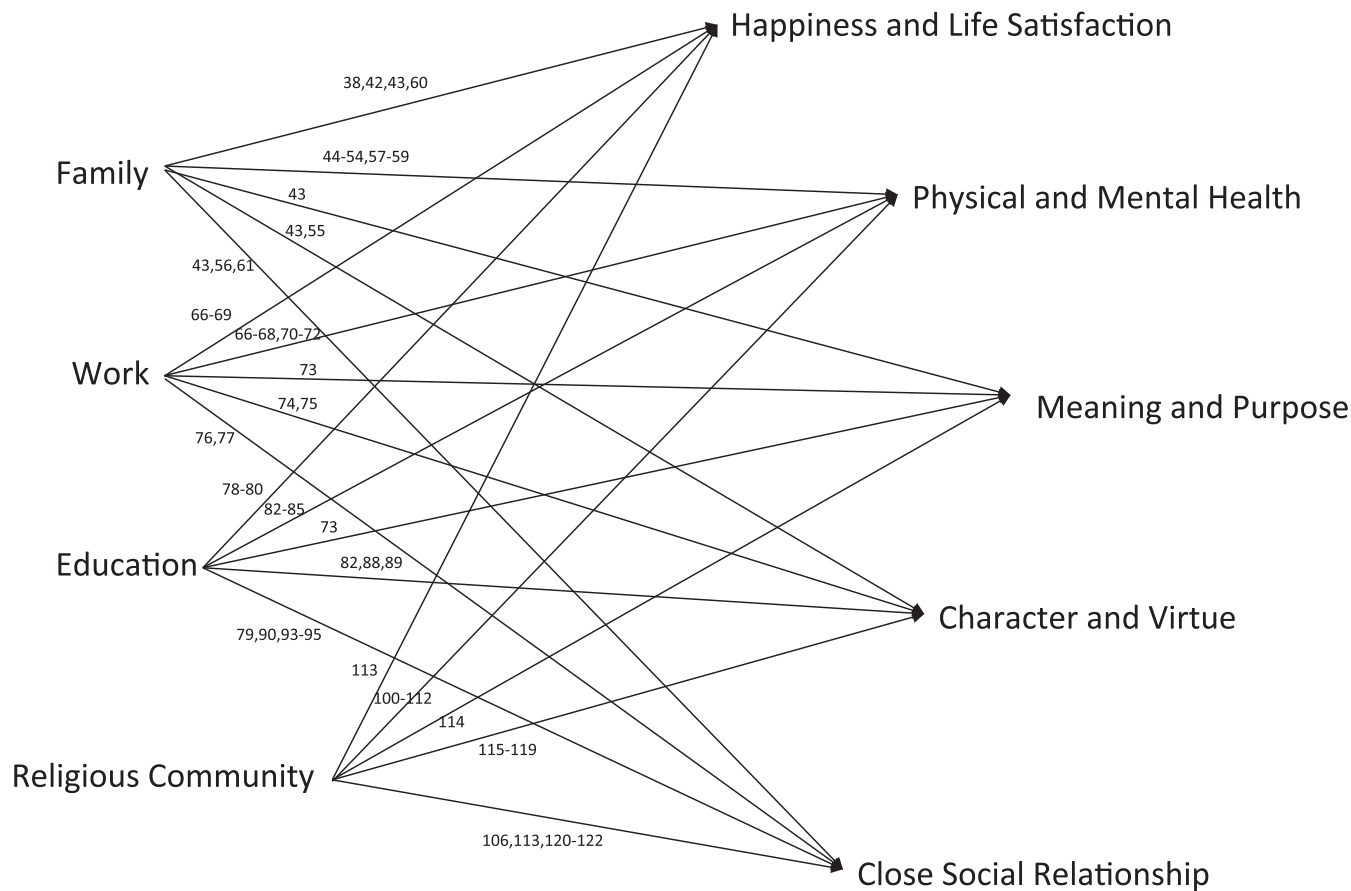 Happiness and Life Satisfaction
38,42,43,60
44-54,57-59
Family
43
Physical and Mental Health
43,55
43,56,61
66-69
66-68,70-72
Work
73
74,75
Meaning and Purpose
76,77
78-80
82-85
73
Education
82,88,89
Character and Virtue
79,90,93-95
113
100-112
114
115-119
Religious Community
106,113,120-122
Close Social Relationship